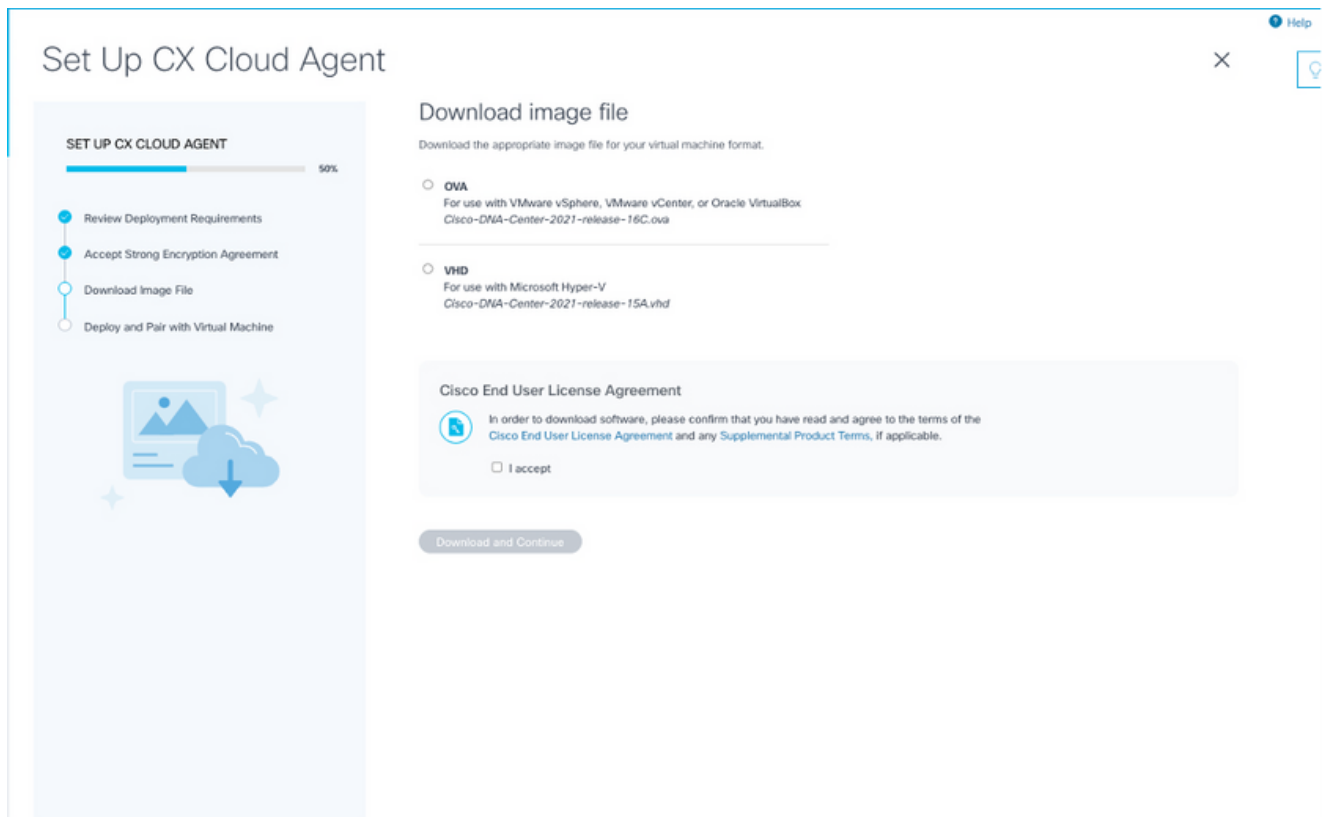 Help
Set Up CX Cloud Agent
SET UP CX CLOUD AGENT
50%
Review Deployment Requirements
Accept Strong Encryption Agreement
Download Image File
Deploy and Pair with Virtual Machine
Download image file
Download the appropriate image file for your virtual machine format.
OVA
For use with VMware vSphere, VMware vCenter, or Oracle VirtualBox
Cisco-DNA-Center-2021-release-16C.ova
VHD
For use with Microsoft Hyper-V
Cisco-DNA-Center-2021-release-15A.vhd
Cisco End User License Agreement
In order to download software, please confirm that you have read and agree to the terms of the
Cisco End User License Agreement and any Supplemental Product Terms, if applicable.
I accept
Download and Continue